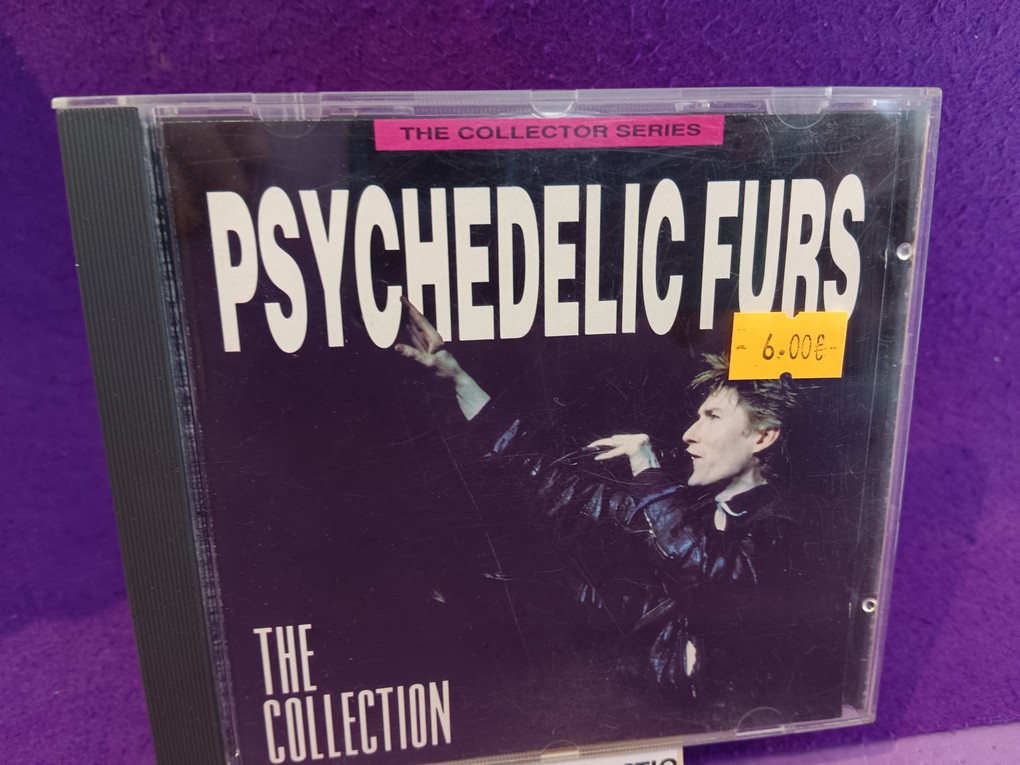 THE COLLECTOR SERIES
PSYCHEDELIC FURS
- 6.00£-
THE
COLLECTION